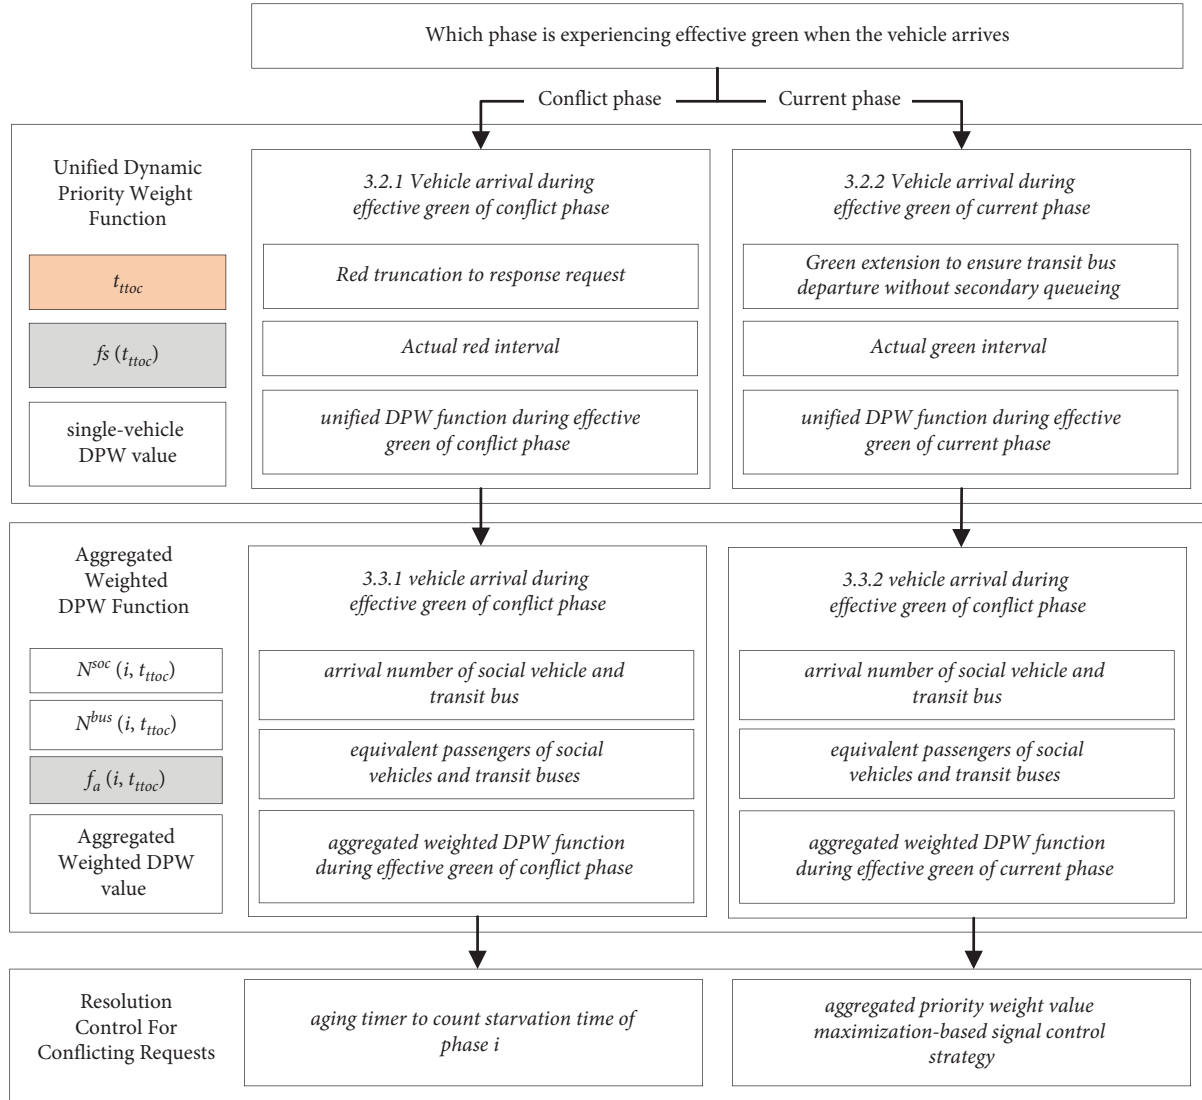 Which phase is experiencing effective green when the vehicle arrives
Conflict phase
Current phase
Unified Dynamic
Priority Weight
Function
t_ttoc
fs (t_ttoc)
single-vehicle
DPW value
3.2.1 Vehicle arrival during
effective green of conflict phase
Red truncation to response request
Actual red interval
unified DPW function during effective
green of conflict phase
3.2.2 Vehicle arrival during
effective green of current phase
Green extension to ensure transit bus
departure without secondary queueing
Actual green interval
unified DPW function during effective
green of current phase
Aggregated
Weighted
DPW Function
N^soc (i, t_ttoc)
N^bus (i, t_ttoc)
f_a (i, t_ttoc)
Aggregated
Weighted DPW
value
3.3.1 vehicle arrival during
effective green of conflict phase
arrival number of social vehicle and
transit bus
equivalent passengers of social
vehicles and transit buses
aggregated weighted DPW function
during effective green of conflict phase
3.3.2 vehicle arrival during
effective green of conflict phase
arrival number of social vehicle and
transit bus
equivalent passengers of social
vehicles and transit buses
aggregated weighted DPW function
during effective green of current phase
Resolution
Control For
Conflicting Requests
aging timer to count starvation time of
phase i
aggregated priority weight value
maximization-based signal control
strategy